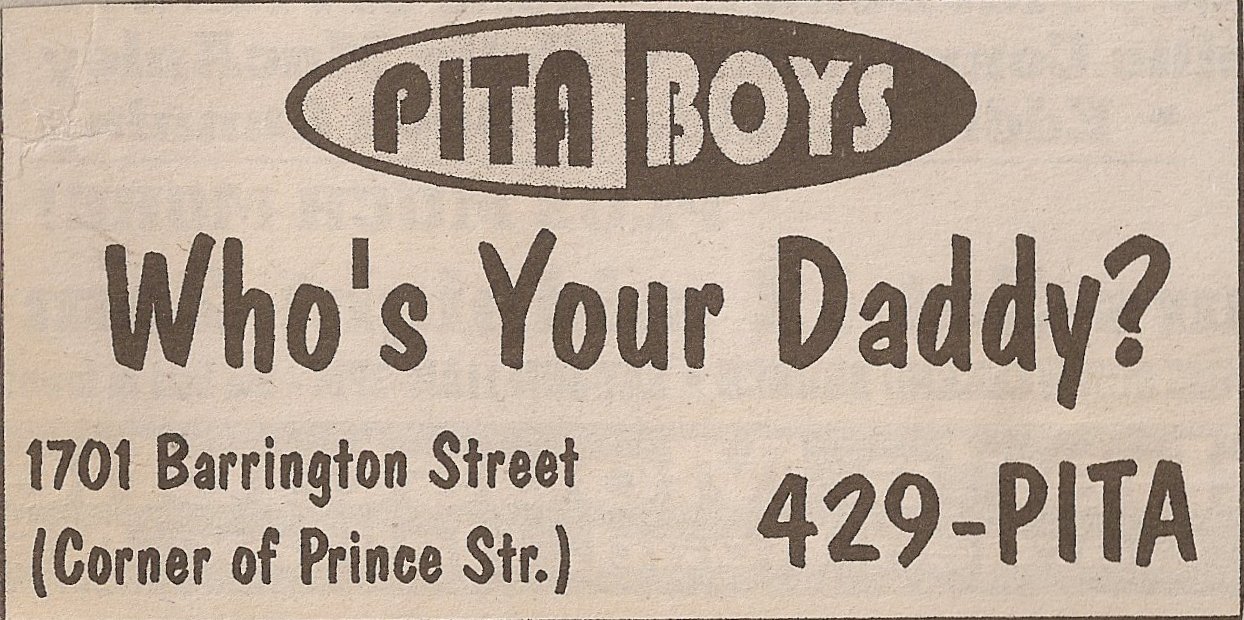 PITA BOYS
Who's Your Daddy?
1701 Barrington Street
(Corner of Prince Str.)
429-PITA